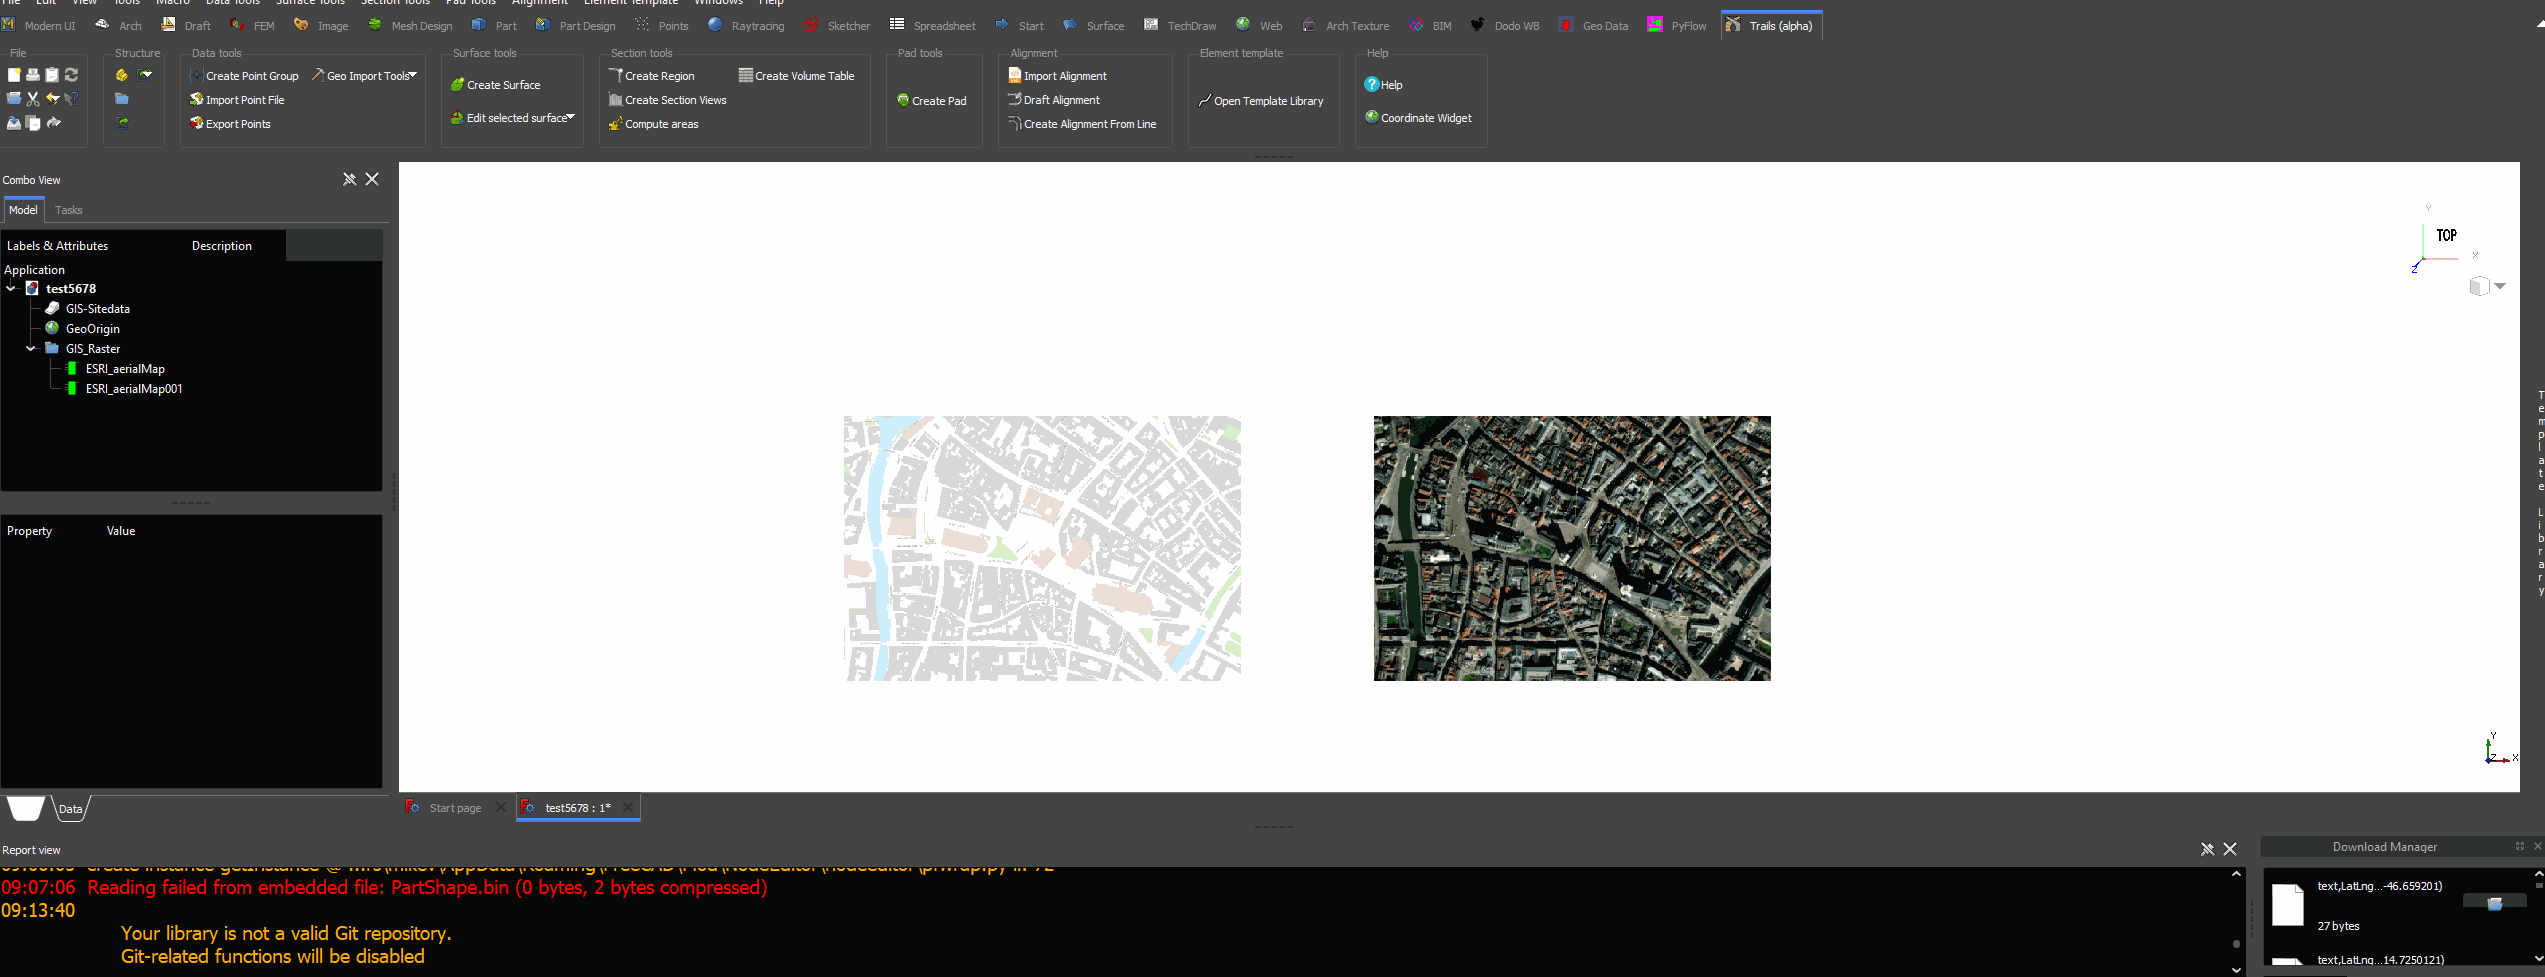 File Edit View Tools Macro Data Tools Surface Tools Section Tools Pad Tools Alignment Element Template Windows Help
Modern UI Arch Draft FEM Image Mesh Design Part Part Design Points Raytracing Sketcher Spreadsheet Start Surface TechDraw Web Arch Texture BIM Dodo WB Geo Data PyFlow Trails (alpha)
File Structure Data tools Surface tools Section tools Pad tools Alignment Element template Help
Create Point Group Geo Import Tools Create Region Create Volume Table Import Alignment
Create Surface Help
Import Point File Create Section Views Create Pad Draft Alignment Open Template Library
Edit selected surface Coordinate Widget
Export Points Compute areas Create Alignment From Line
Combo View
Model Tasks
Labels & Attributes Description
Application
test5678
GIS-Sitedata
GeoOrigin
GIS_Raster
ESRI_aerialMap
ESRI_aerialMap001
Property Value
Data
Y
TOP
X
Z
Template Library
Y
Z X
Start page test5678 : 1*
Report view
09:07:06 Reading failed from embedded file: PartShape.bin (0 bytes, 2 bytes compressed)
09:13:40
Your library is not a valid Git repository.
Git-related functions will be disabled
Download Manager
text,LatLng...-46.659201)
27 bytes
text,LatLng...14.7250121)